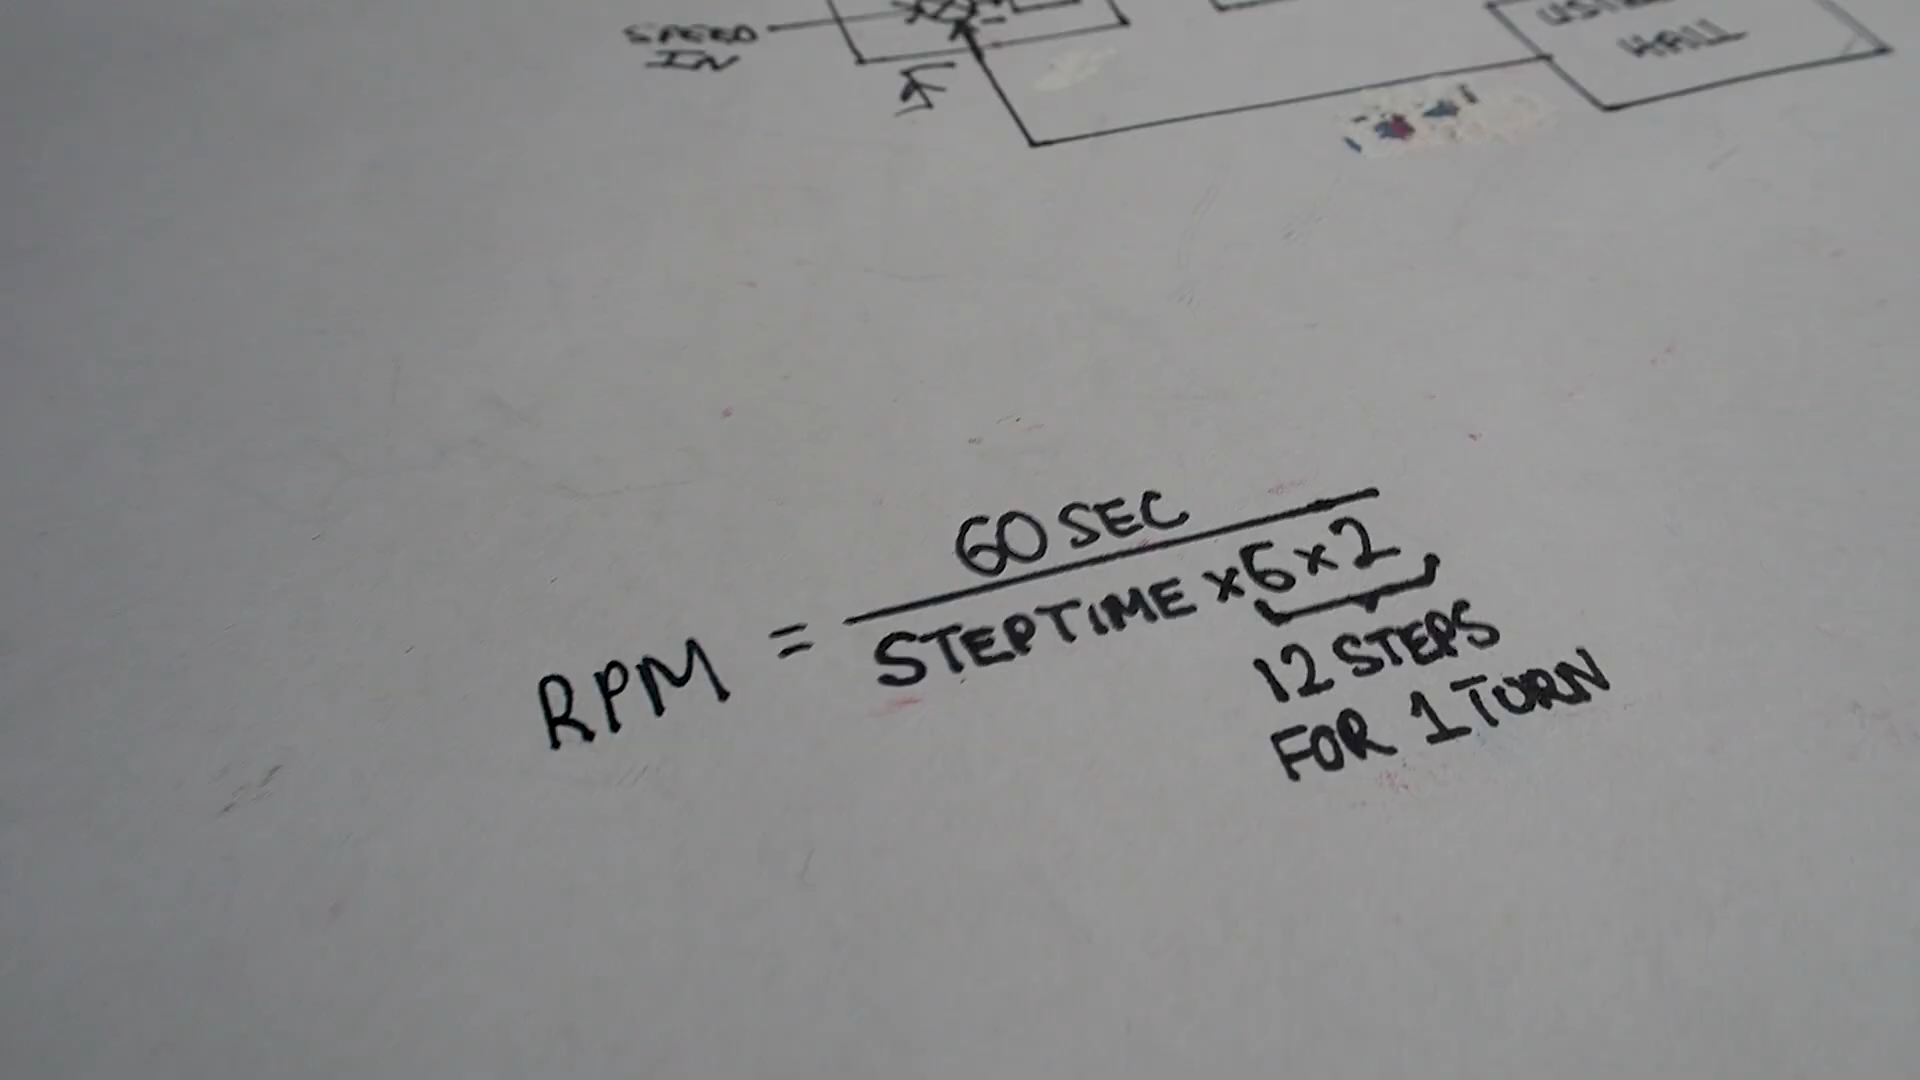 SPEED
IN
HALL
60 SEC
RPM = STEPTIME × 6 × 2
12 STEPS
FOR 1 TURN